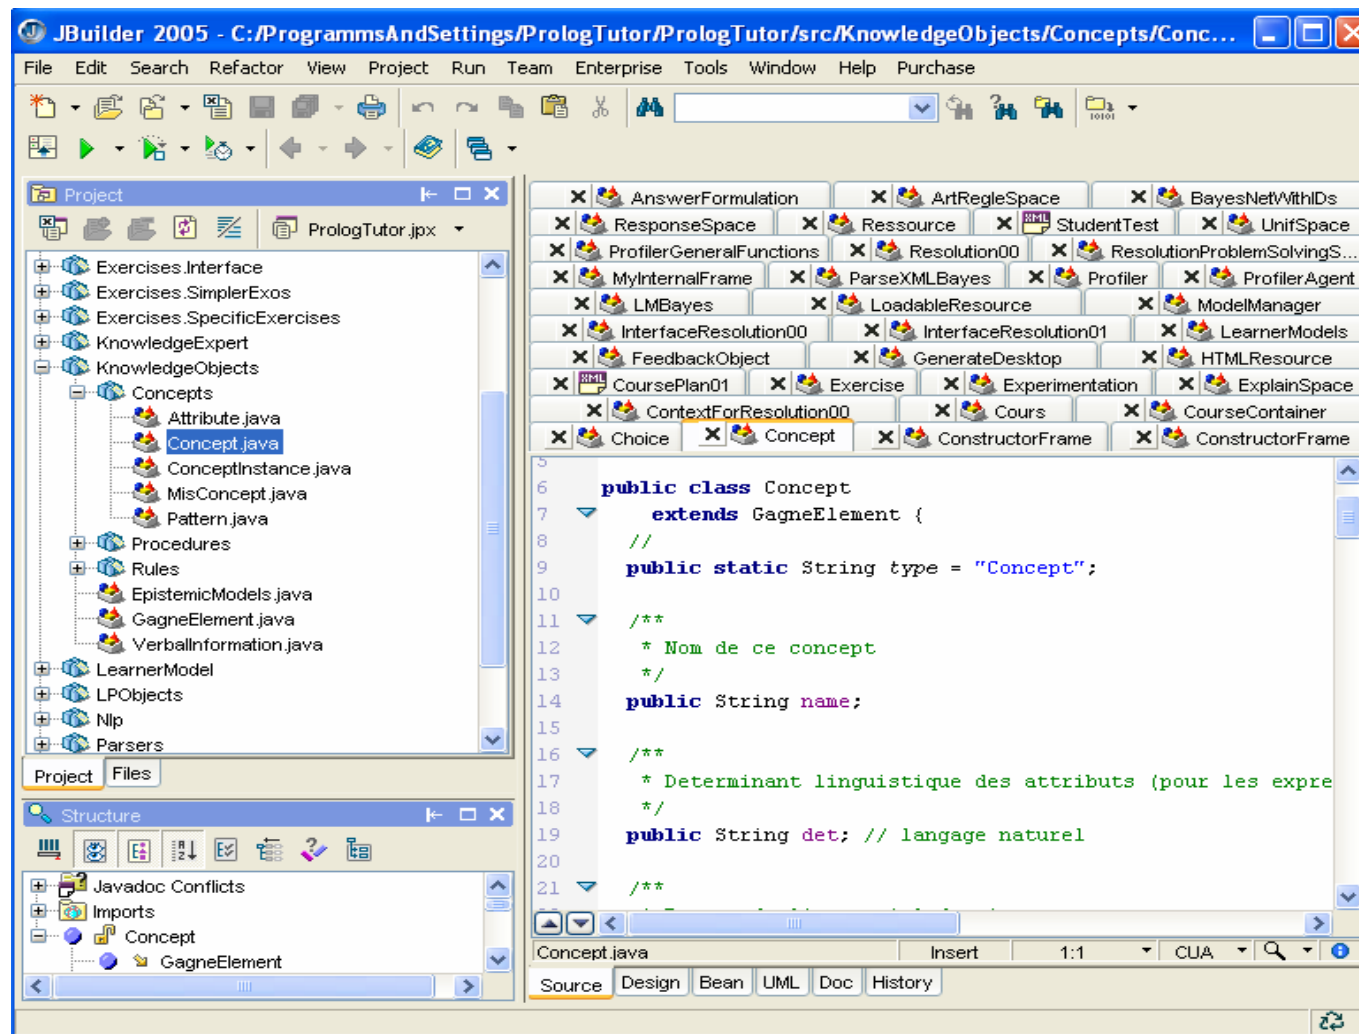 JBuilder 2005 - C:/ProgrammsAndSettings/PrologTutor/PrologTutor/src/KnowledgeObjects/Concepts/Conc...
File Edit Search Refactor View Project Run Team Enterprise Tools Window Help Purchase
Project
PrologTutor.jpx
Exercises.Interface
Exercises.SimplerExos
Exercises.SpecificExercises
KnowledgeExpert
KnowledgeObjects
Concepts
Attribute.java
Concept.java
ConceptInstance.java
MisConcept.java
Pattern.java
Procedures
Rules
EpistemicModels.java
GagneElement.java
VerbalInformation.java
LearnerModel
LPObjects
Nlp
Parsers
Project Files
Structure
Javadoc Conflicts
Imports
Concept
GagneElement
AnswerFormulation ArtRegleSpace BayesNetWithIDs
ResponseSpace Ressource XML StudentTest UnifSpace
ProfilerGeneralFunctions Resolution00 ResolutionProblemSolvingS...
MyInternalFrame ParseXMLBayes Profiler ProfilerAgent
LMBayes LoadableResource ModelManager
InterfaceResolution00 InterfaceResolution01 LearnerModels
FeedbackObject GenerateDesktop HTMLResource
XML CoursePlan01 Exercise Experimentation ExplainSpace
ContextForResolution00 Cours CourseContainer
Choice Concept ConstructorFrame ConstructorFrame
5
6 public class Concept
7 extends GagneElement {
8 //
9 public static String type = "Concept";
10
11 /**
12 * Nom de ce concept
13 */
14 public String name;
15
16 /**
17 * Determinant linguistique des attributs (pour les expre
18 */
19 public String det; // langage naturel
20
21 /**
Concept.java Insert 1:1 CUA
Source Design Bean UML Doc History